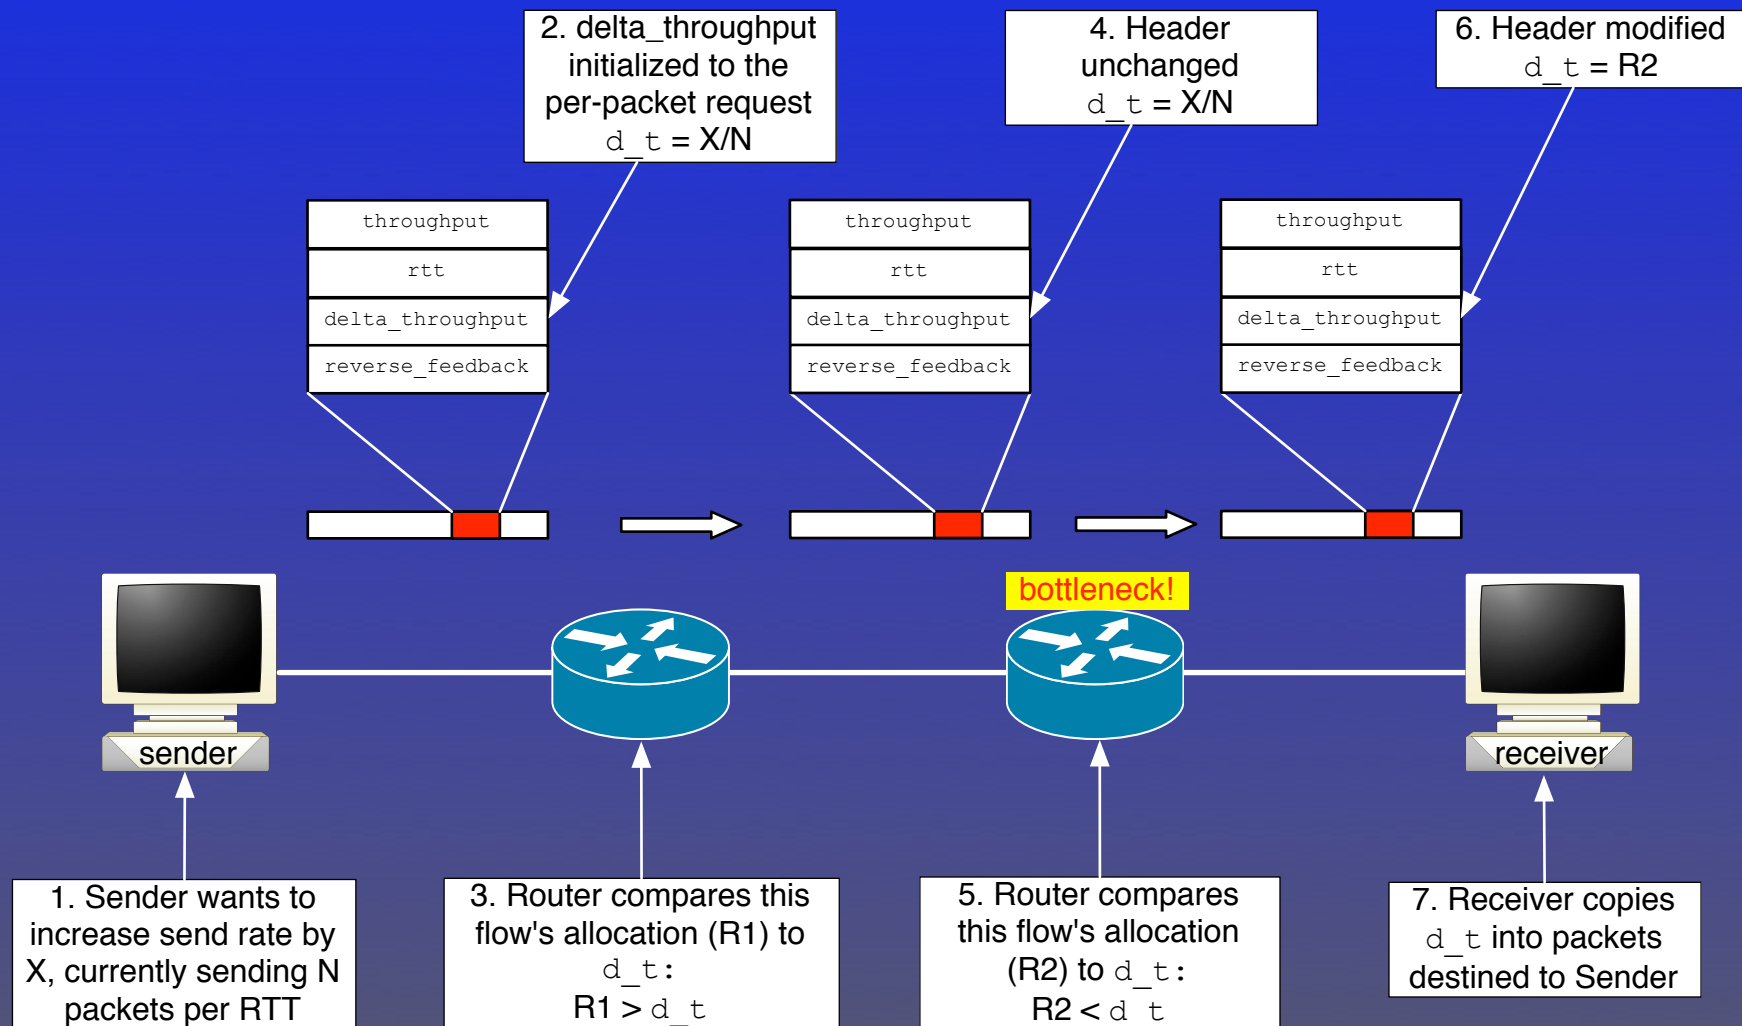 2. delta_throughput
initialized to the
per-packet request
d_t = X/N
4. Header
unchanged
d_t = X/N
6. Header modified
d_t = R2
throughput
rtt
delta_throughput
reverse_feedback
throughput
rtt
delta_throughput
reverse_feedback
throughput
rtt
delta_throughput
reverse_feedback
bottleneck!
sender
receiver
1. Sender wants to
increase send rate by
X, currently sending N
packets per RTT
3. Router compares this
flow's allocation (R1) to
d_t:
R1 > d_t
5. Router compares
this flow's allocation
(R2) to d_t:
R2 < d_t
7. Receiver copies
d_t into packets
destined to Sender